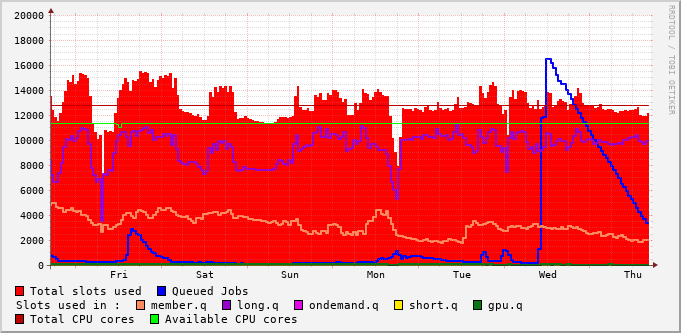 20000
18000
16000
14000
12000
10000
8000
6000
4000
2000
0
Fri Sat Sun Mon Tue Wed Thu
RRDTOOL / TOBI OETIKER
Total slots used Queued Jobs
Slots used in : member.q long.q ondemand.q short.q gpu.q
Total CPU cores Available CPU cores